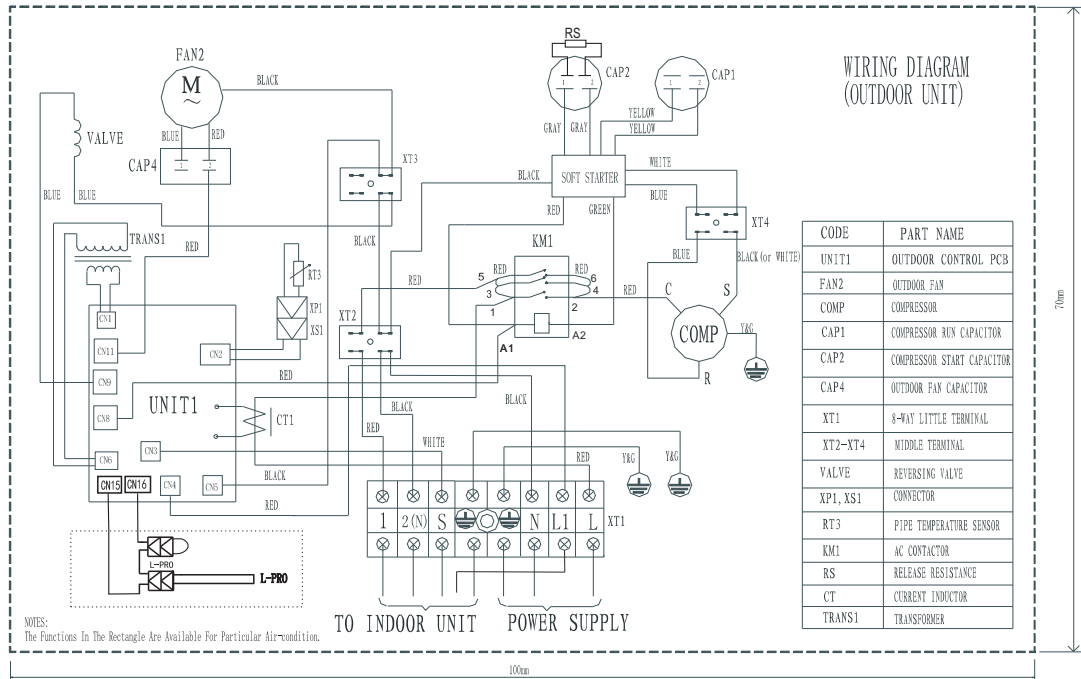 WIRING DIAGRAM
(OUTDOOR UNIT)
RS
CAP2
1 2
CAP1
1 2
FAN2
M
~
BLACK
BLUE
RED
CAP4
1 2
VALVE
BLUE
BLUE
TRANS1
RED
XT3
BLACK
GRAY
GRAY
YELLOW
YELLOW
SOFT STARTER
WHITE
BLUE
BLACK
RED
GREEN
XT4
BLUE
BLACK(or WHITE)
KM1
RED
RED
RED
5
3
1
6
4
2
RED
A1
A2
C
S
R
COMP
Y&G
RT3
XP1
XS1
XT2
CN1
CN11
CN2
CN9
CN8
UNIT1
CT1
CN3
CN6
CN15
CN16
CN4
CN5
RED
BLACK
RED
BLACK
RED
WHITE
BLACK
RED
Y&G
Y&G
1
2(N)
S
N
L1
L
XT1
TO INDOOR UNIT
POWER SUPPLY
L-PRO
L-PRO
NOTES:
The Functions In The Rectangle Are Available For Particular Air-condition.
CODE PART NAME
UNIT1 OUTDOOR CONTROL PCB
FAN2 OUTDOOR FAN
COMP COMPRESSOR
CAP1 COMPRESSOR RUN CAPACITOR
CAP2 COMPRESSOR START CAPACITOR
CAP4 OUTDOOR FAN CAPACITOR
XT1 8-WAY LITTLE TERMINAL
XT2-XT4 MIDDLE TERMINAL
VALVE REVERSING VALVE
XP1, XS1 CONNECTOR
RT3 PIPE TEMPERATURE SENSOR
KM1 AC CONTACTOR
RS RELEASE RESISTANCE
CT CURRENT INDUCTOR
TRANS1 TRANSFORMER
70mm
100mm